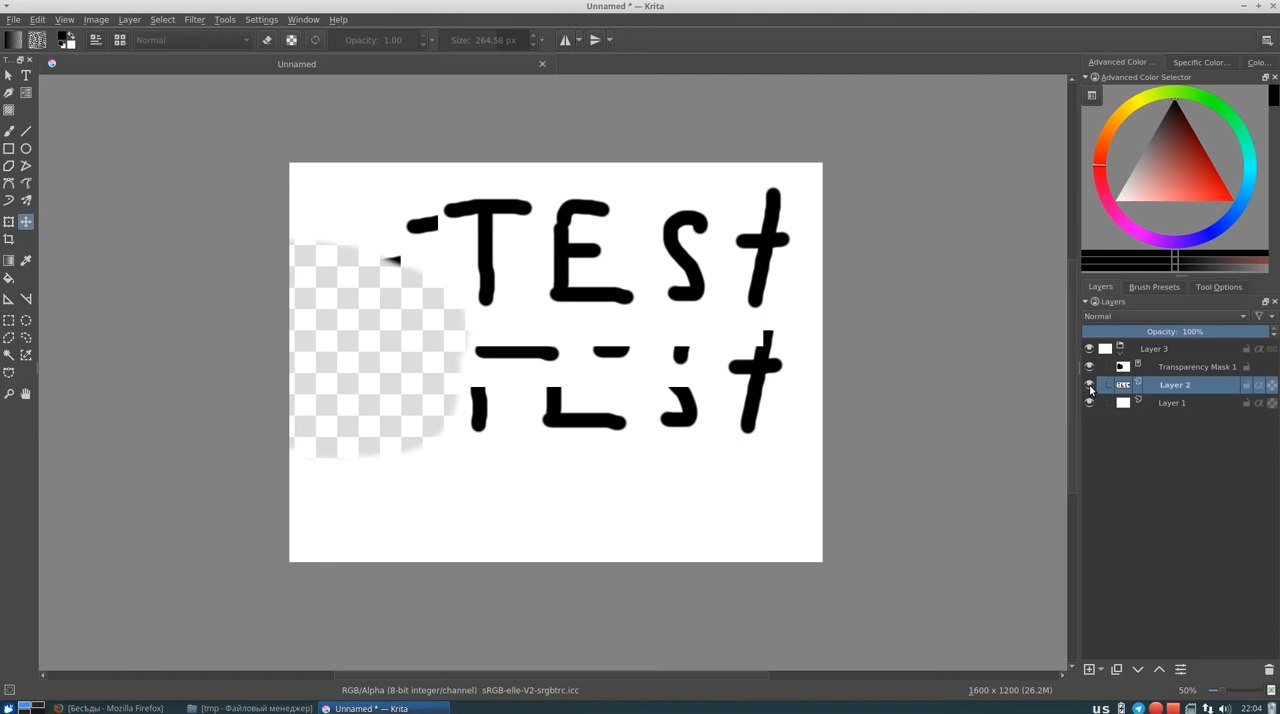 Unnamed * — Krita
File Edit View Image Layer Select Filter Tools Settings Window Help
Normal Opacity: 1.00 Size: 264.58 px
Advanced Color ... Specific Color... Colo...
T...
Unnamed
Advanced Color Selector
TESt
Layers Brush Presets Tool Options
Layers
Normal
Opacity: 100%
Layer 3
Transparency Mask 1
Layer 2
Layer 1
RGB/Alpha (8-bit integer/channel) sRGB-elle-V2-srgbtrc.icc 1600 x 1200 (26.2M) 50%
[Бесѣды - Mozilla Firefox] [tmp - Файловый менеджер] Unnamed * - Krita us 22:04